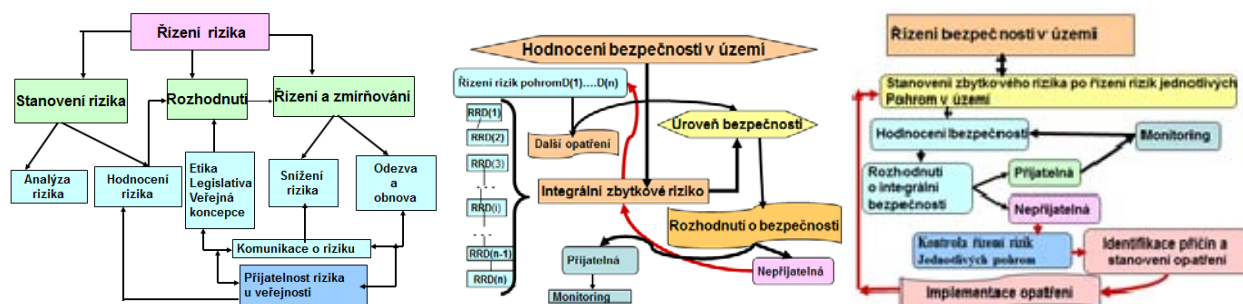 Řízení rizika
Stanovení rizika
Rozhodnutí
Řízení a zmírňování
Analýza
rizika
Hodnocení
rizika
Etika
Legislativa
Veřejná
koncepce
Snížení
rizika
Odezva
a
obnova
Komunikace o riziku
Přijatelnost rizika
u veřejnosti
Hodnocení bezpečnosti v území
Řízení rizik pohromD(1)....D(n)
RRD(1)
RRD(2)
RRD(3)
RRD(i)
RRD(n-1)
RRD(n)
Další opatření
Úroveň bezpečnosti
Integrální zbytkové riziko
Rozhodnutí o bezpečnosti
Přijatelná
Nepřijatelná
Monitoring
Řízení bezpečnosti v území
Stanovení zbytkového rizika po řízení rizik jednotlivých
Pohrom v území
Hodnocení bezpečnosti
Monitoring
Rozhodnutí
o integrální
bezpečnosti
Přijatelná
Nepřijatelná
Kontrola řízení rizik
Jednotlivých pohrom
Identifikace příčin a
stanovení opatření
Implementace opatření